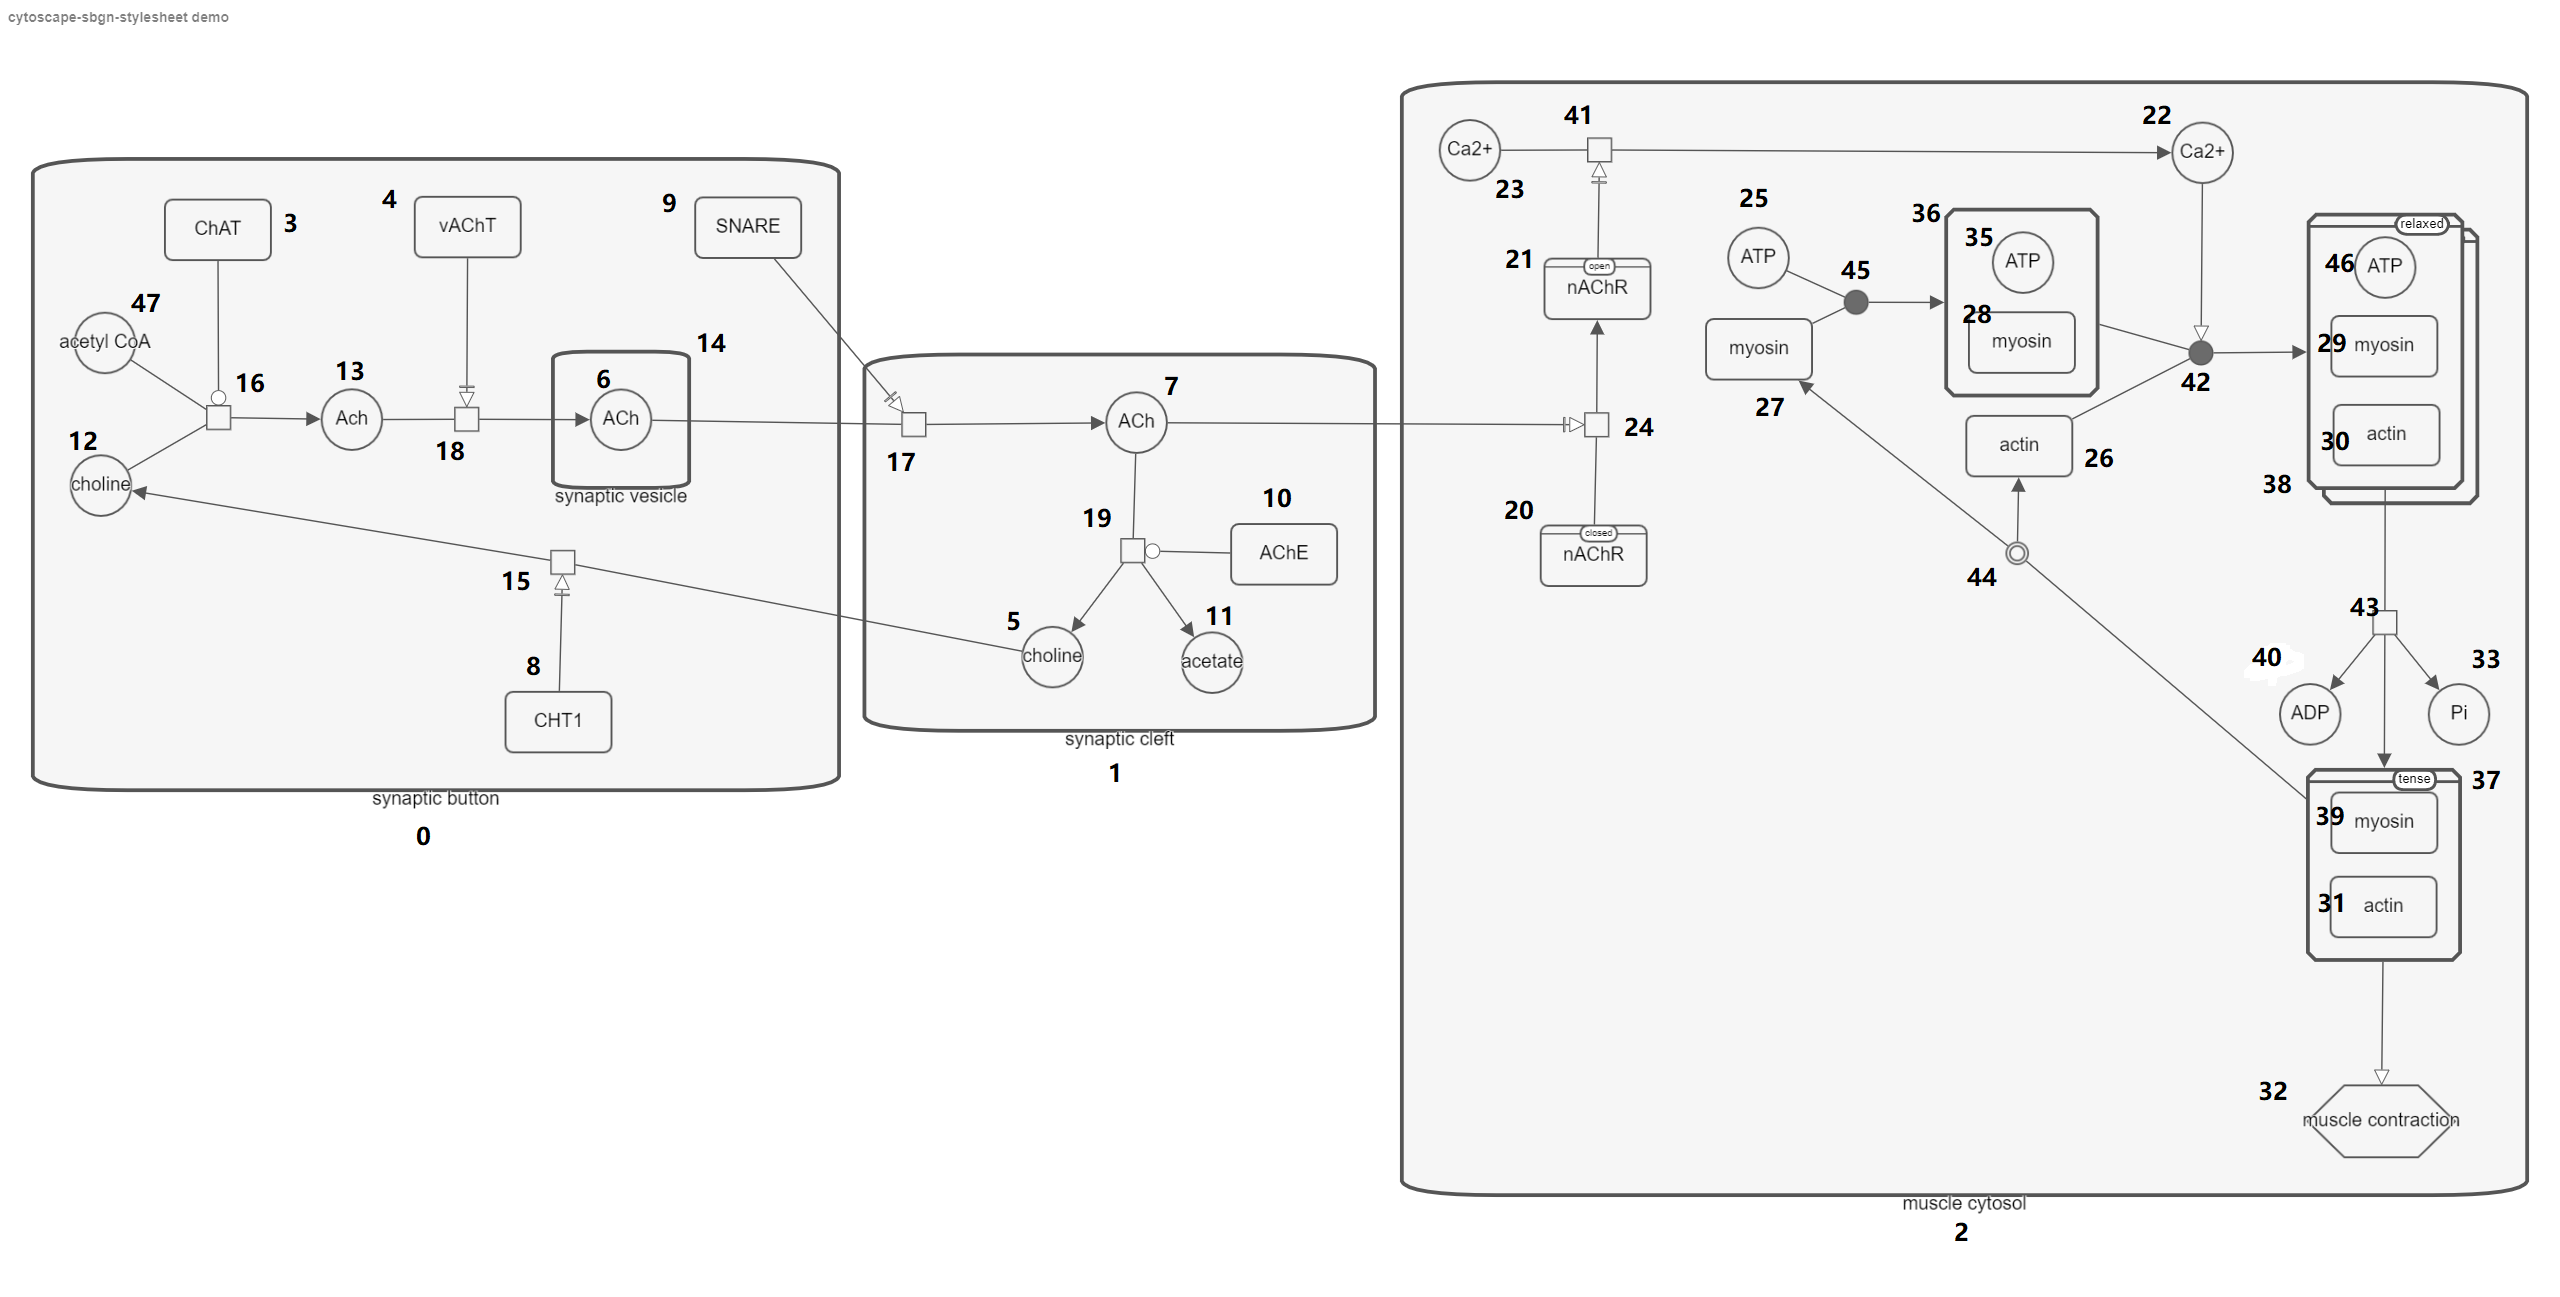 cytoscape-sbgn-stylesheet demo
41
22
Ca2+
Ca2+
23
4
9
25
36
relaxed
ChAT
3
vAChT
SNARE
35
21
open
ATP
ATP
46
ATP
45
nAChR
47
28
acetyl CoA
14
myosin
myosin
29
myosin
13
16
6
7
42
27
Ach
ACh
ACh
24
12
18
17
actin
26
30
actin
choline
synaptic vesicle
10
38
19
20
closed
AChE
nAChR
15
44
5
11
43
8
choline
acetate
40
33
CHT1
ADP
Pi
synaptic cleft
1
tense
37
synaptic button
0
39
myosin
31
actin
32
muscle contraction
muscle cytosol
2